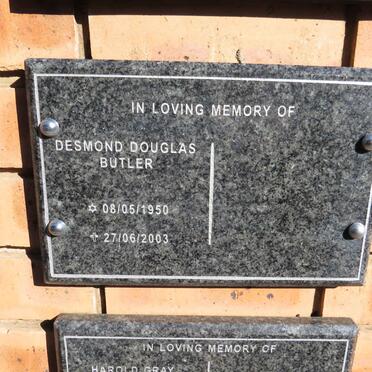 IN LOVING MEMORY OF
DESMOND DOUGLAS
BUTLER
✡ 08/05/1950
✞ 27/06/2003
IN LOVING MEMORY OF
HAROLD GRAY